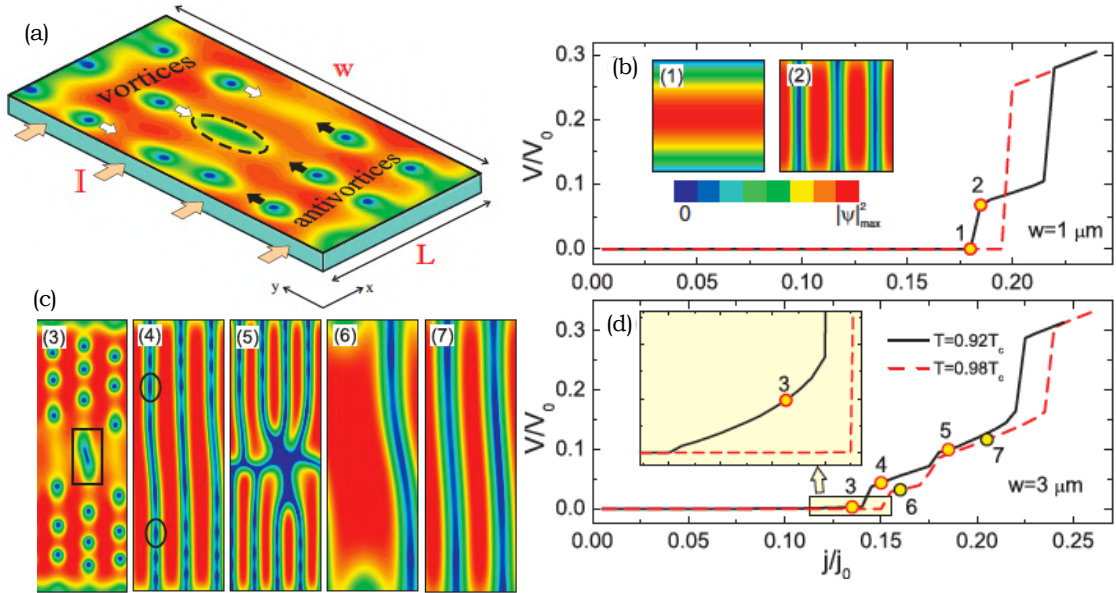 (a)
vortices
w
antivortices
I
L
y
x
(b)
(1)
(2)
0
|ψ|²max
V/V₀
0.3
0.2
0.1
0.0
1
2
w=1 μm
0.00
0.05
0.10
0.15
0.20
(c)
(3)
(4)
(5)
(6)
(7)
(d)
3
T=0.92Tc
T=0.98Tc
V/V₀
0.3
0.2
0.1
0.0
3
4
5
6
7
w=3 μm
0.00
0.05
0.10
0.15
0.20
0.25
j/j₀